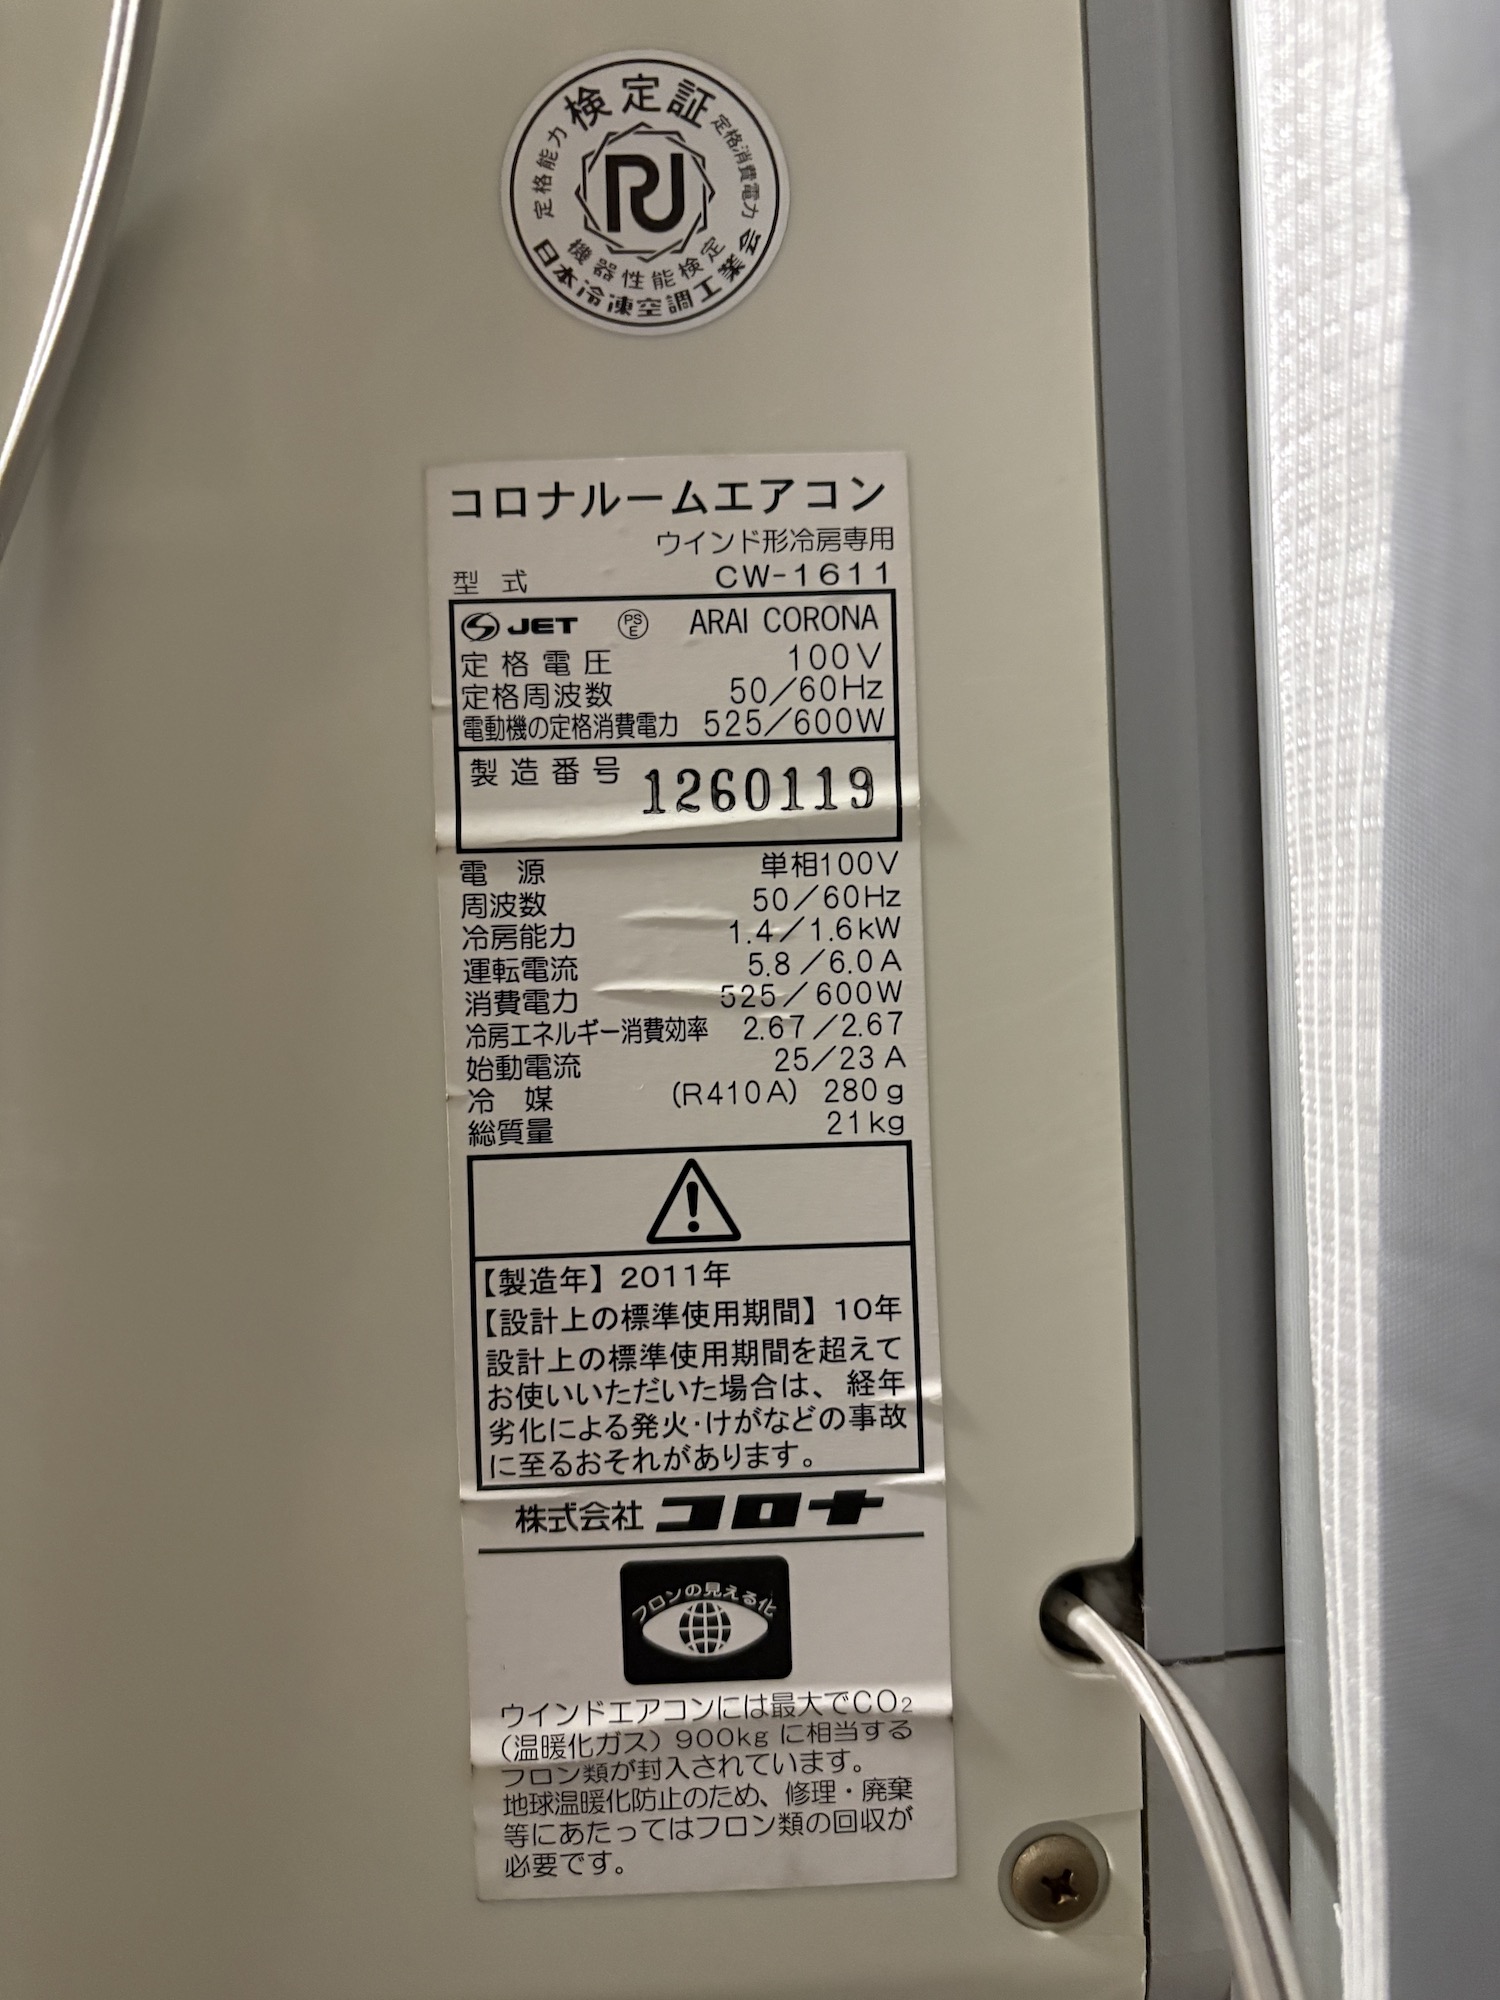 検定証
定格能力
定格消費電力
RJ
機器性能検定
日本冷凍空調工業会
コロナルームエアコン
ウインド形冷房専用
型式 CW-1611
JET PSE ARAI CORONA
定格電圧 100V
定格周波数 50/60Hz
電動機の定格消費電力 525/600W
製造番号 1260119
電源 単相100V
周波数 50/60Hz
冷房能力 1.4/1.6kW
運転電流 5.8/6.0A
消費電力 525/600W
冷房エネルギー消費効率 2.67/2.67
始動電流 25/23A
冷媒 (R410A) 280g
総質量 21kg
【製造年】2011年
【設計上の標準使用期間】10年
設計上の標準使用期間を超えて
お使いいただいた場合は、経年
劣化による発火・けがなどの事故
に至るおそれがあります。
株式会社コロナ
フロンの見える化
ウインドエアコンには最大でCO₂
(温暖化ガス)900kgに相当する
フロン類が封入されています。
地球温暖化防止のため、修理・廃棄
等にあたってはフロン類の回収が
必要です。